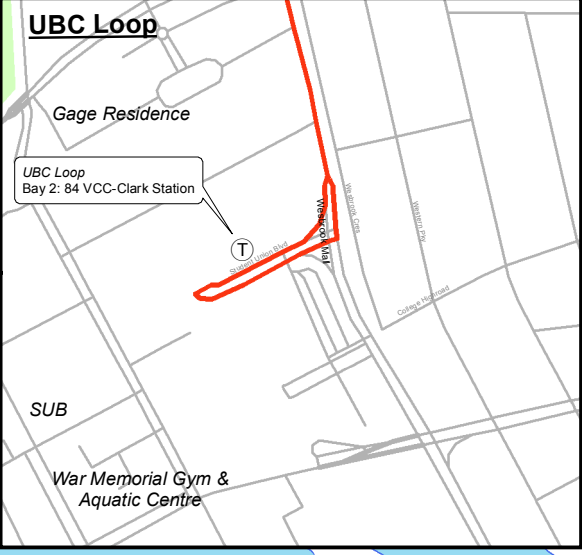 UBC Loop
Gage Residence
UBC Loop
Bay 2: 84 VCC-Clark Station
T
Student Union Blvd
Wesbrook Mall
Wesbrook Cres
Western Pky
College Highroad
SUB
War Memorial Gym &
Aquatic Centre